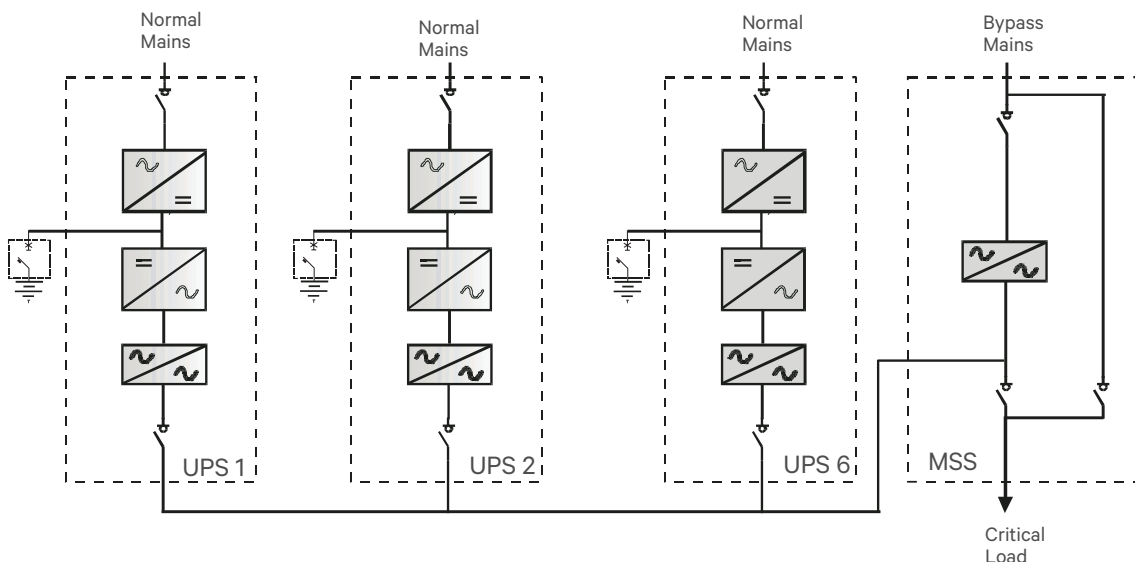 Normal
Mains
Normal
Mains
Normal
Mains
Bypass
Mains
UPS 1
UPS 2
UPS 6
MSS
Critical
Load